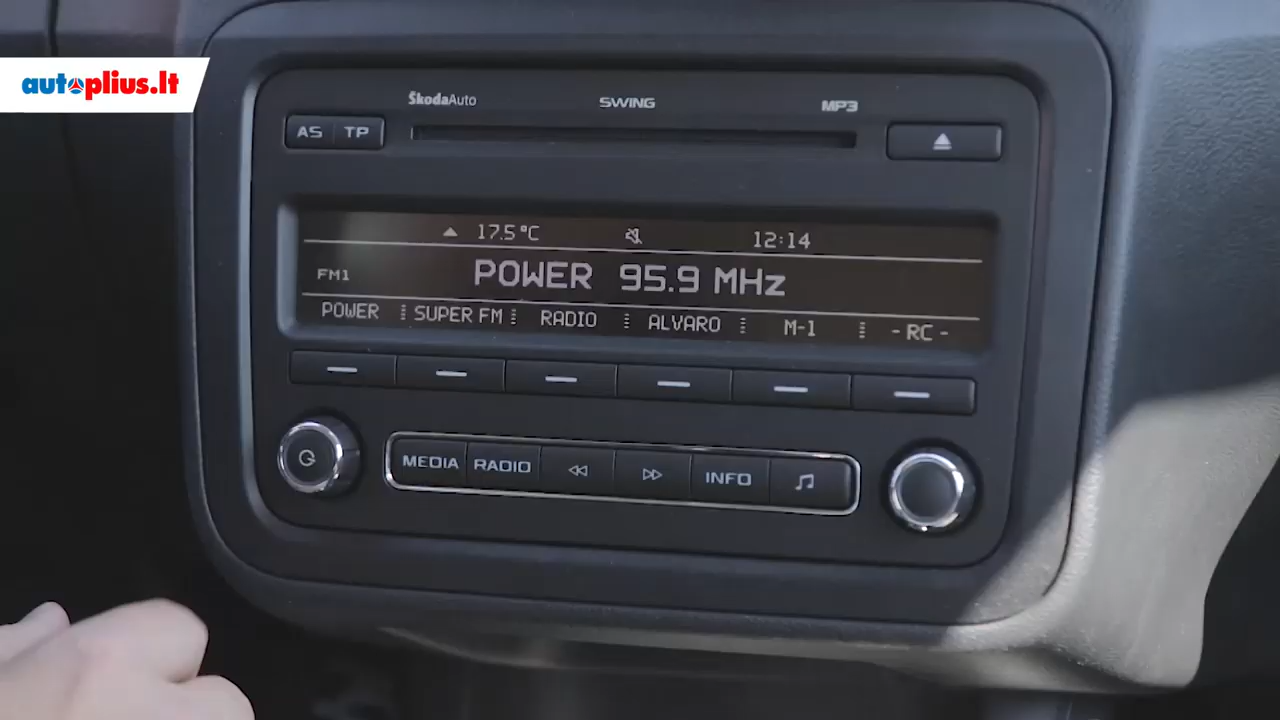 autoplius.lt
ŠkodaAuto SWING MP3
AS TP
17.5°C 12:14
FM1 POWER 95.9 MHz
POWER SUPER FM RADIO ALVARO M-1 -RC-
MEDIA RADIO INFO